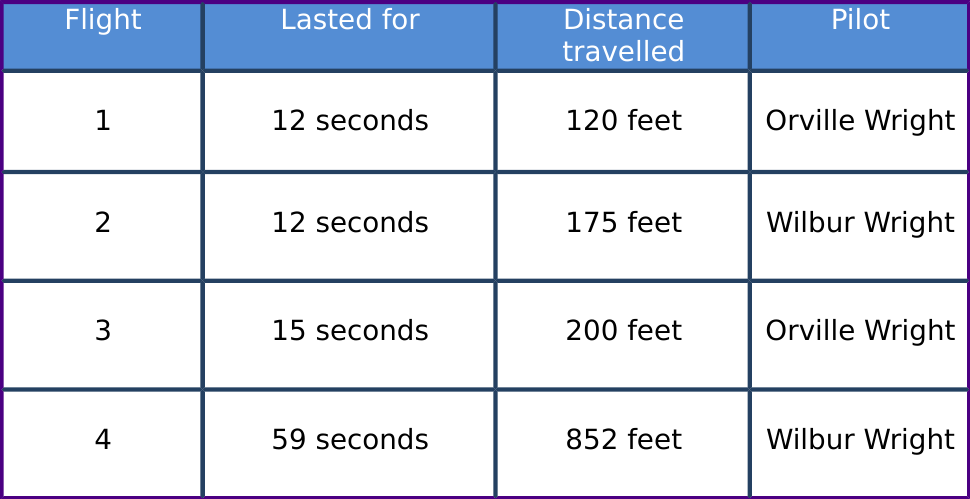 Flight Lasted for Distance travelled Pilot
1 12 seconds 120 feet Orville Wright
2 12 seconds 175 feet Wilbur Wright
3 15 seconds 200 feet Orville Wright
4 59 seconds 852 feet Wilbur Wright